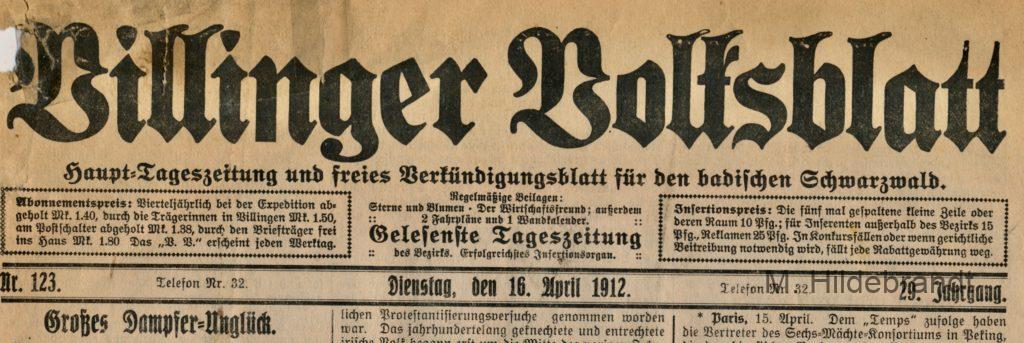 Villinger Volksblatt
Haupt-Tageszeitung und freies Verkündigungsblatt für den badischen Schwarzwald.
Abonnementspreis: Vierteljährlich bei der Expedition ab-
geholt Mk. 1.40, durch die Trägerinnen in Villingen Mk. 1.50,
am Postschalter abgeholt Mk. 1.88, durch den Briefträger frei
ins Haus Mk. 1.80 Das „V. V.“ erscheint jeden Werktag.
Regelmäßige Beilagen:
Sterne und Blumen · Der Wirtschaftsfreund; außerdem
:: 2 Fahrpläne und 1 Wandkalender. ::
Gelesenste Tageszeitung
des Bezirks. Erfolgreichstes Insertionsorgan.
Insertionspreis: Die fünf mal gespaltene kleine Zeile oder
deren Raum 10 Pfg.; für Inserenten außerhalb des Bezirks 15
Pfg., Reklamen 25 Pfg. In Konkursfällen oder wenn gerichtliche
Beitreibung notwendig wird, fällt jede Rabattgewährung weg.
Nr. 123. Telefon Nr. 32. Dienstag, den 16. April 1912. Telefon Nr. 32 29. Jahrgang.
M. Hildebrandt
Großes Dampfer-Unglück.
lichen Protestantisierungsversuche genommen worden
war. Das jahrhundertelang geknechtete und entrechtete
* Paris, 15. April. Dem „Temps“ zufolge haben
die Vertreter des Sechs-Mächte-Konsortiums in Peking,